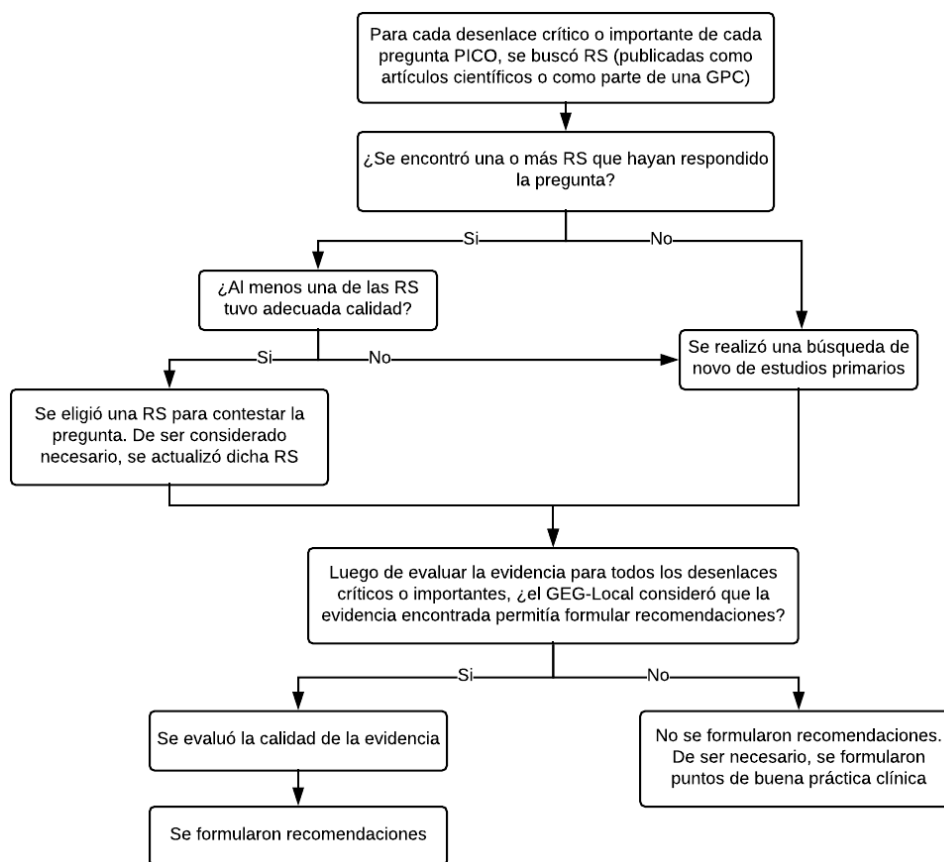 Para cada desenlace crítico o importante de cada
pregunta PICO, se buscó RS (publicadas como
artículos científicos o como parte de una GPC)
¿Se encontró una o más RS que hayan respondido
la pregunta?
Si
No
¿Al menos una de las RS
tuvo adecuada calidad?
Si
No
Se realizó una búsqueda de
novo de estudios primarios
Se eligió una RS para contestar la
pregunta. De ser considerado
necesario, se actualizó dicha RS
Luego de evaluar la evidencia para todos los desenlaces
críticos o importantes, ¿el GEG-Local consideró que la
evidencia encontrada permitía formular recomendaciones?
Si
No
Se evaluó la calidad de la evidencia
No se formularon recomendaciones.
De ser necesario, se formularon
puntos de buena práctica clínica
Se formularon recomendaciones